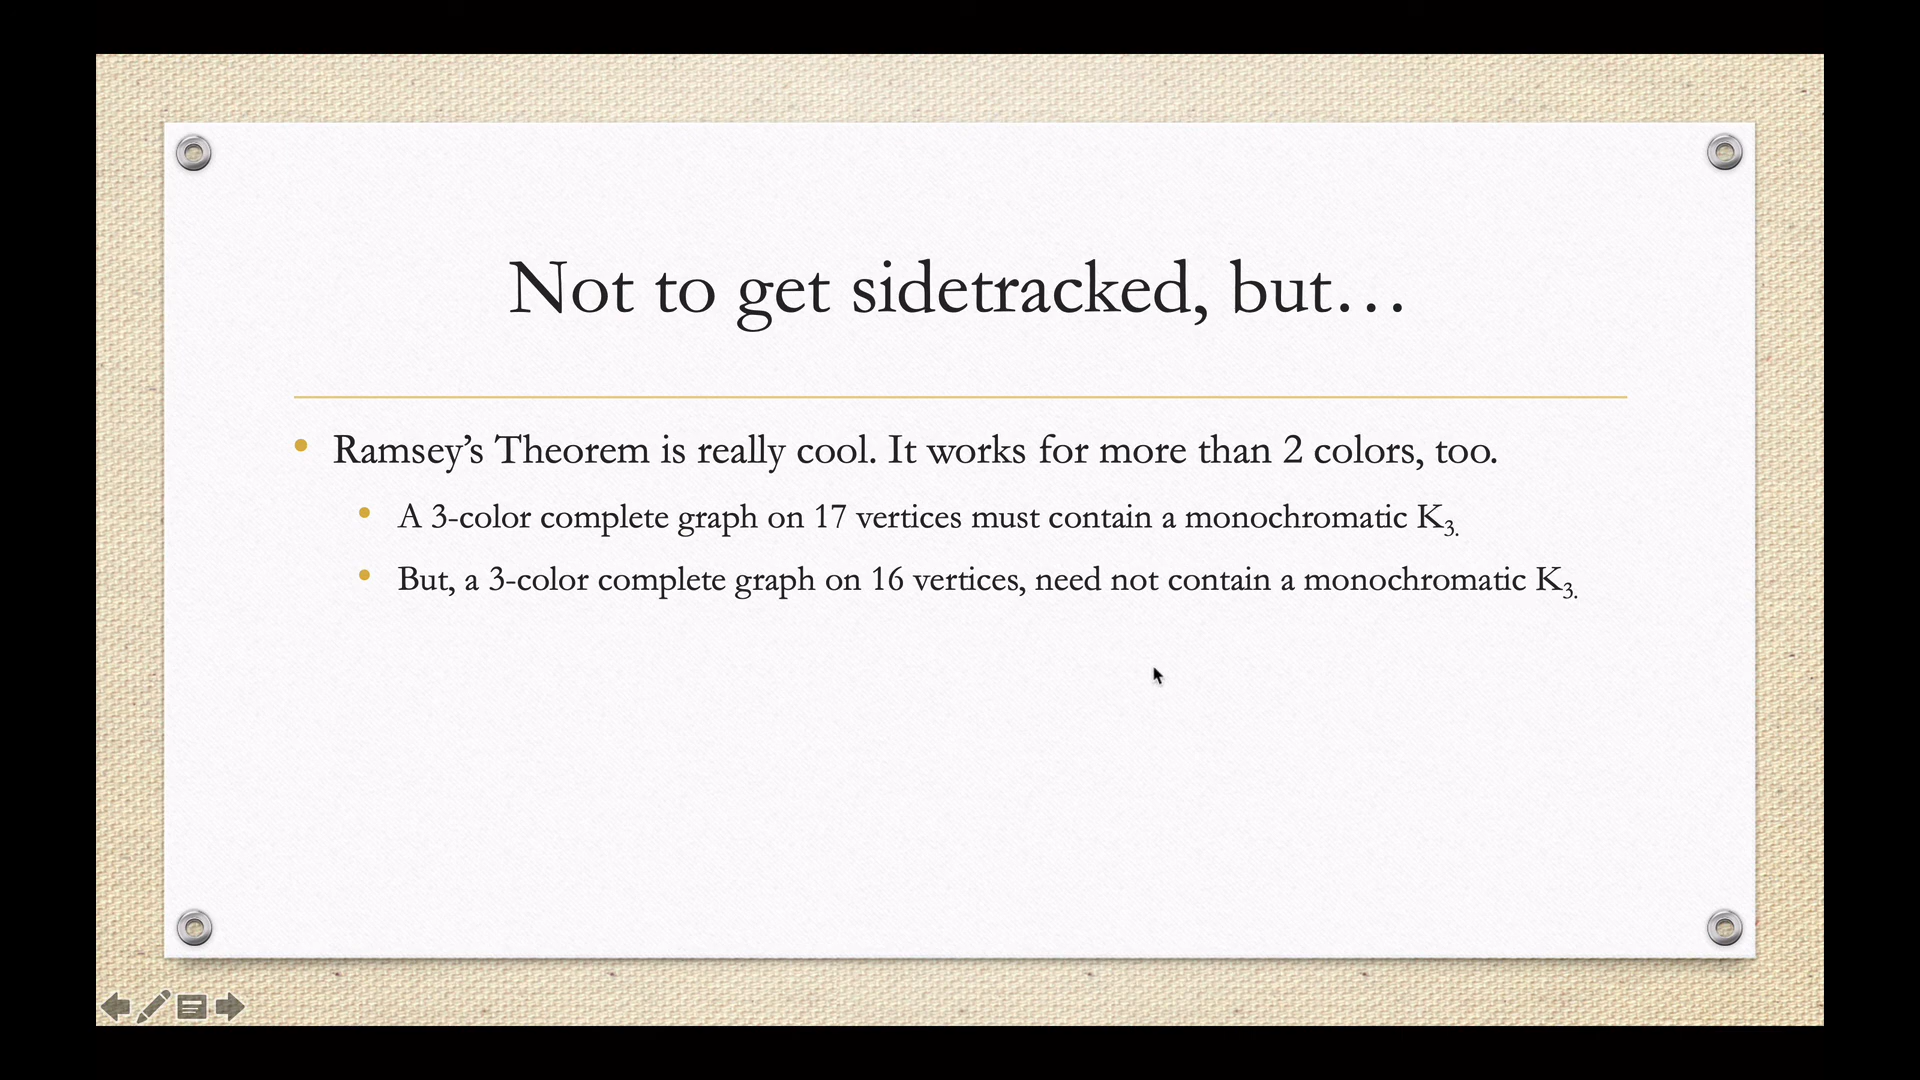 Not to get sidetracked, but…
• Ramsey’s Theorem is really cool. It works for more than 2 colors, too.
• A 3-color complete graph on 17 vertices must contain a monochromatic K₃.
• But, a 3-color complete graph on 16 vertices, need not contain a monochromatic K₃.